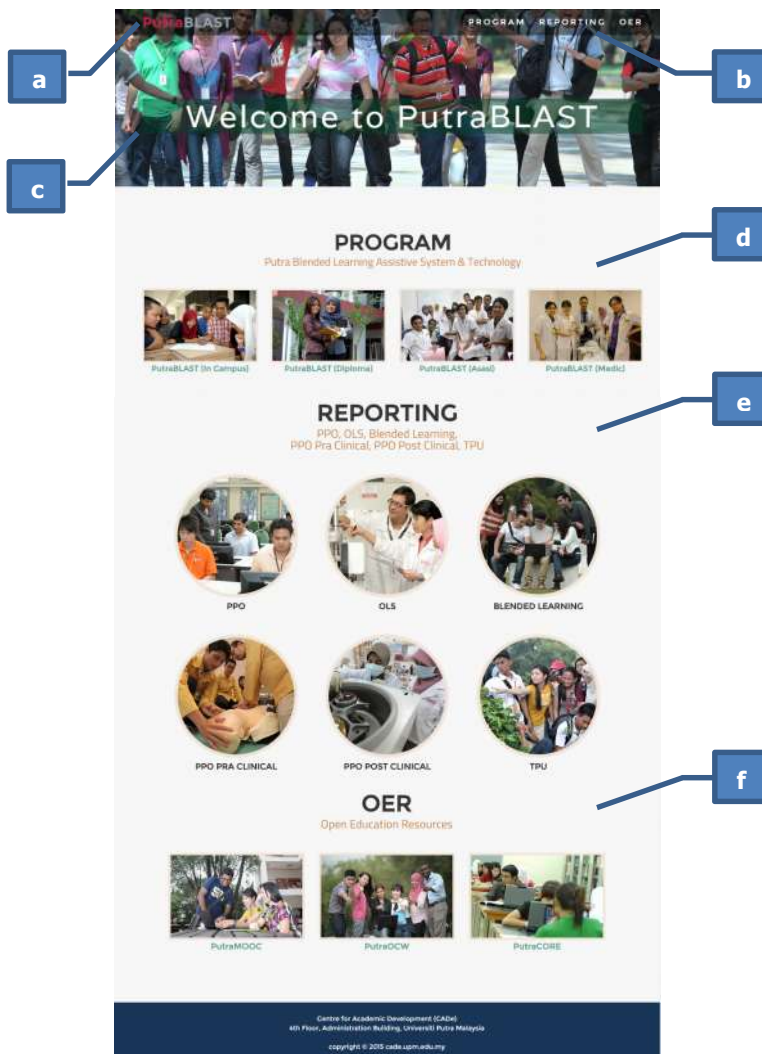 PutraBLAST
PROGRAM REPORTING OER
a
b
Welcome to PutraBLAST
c
d
PROGRAM
Putra Blended Learning Assistive System & Technology
PutraBLAST (In Campus) PutraBLAST (Diploma) PutraBLAST (Asasi) PutraBLAST (Medic)
e
REPORTING
PPO, OLS, Blended Learning,
PPO Pra Clinical, PPO Post Clinical, TPU
PPO OLS BLENDED LEARNING
PPO PRA CLINICAL PPO POST CLINICAL TPU
f
OER
Open Education Resources
PutraMOOC PutraOCW PutraCORE
Centre for Academic Development (CADe)
4th Floor, Administration Building, Universiti Putra Malaysia
copyright © 2015 cade.upm.edu.my